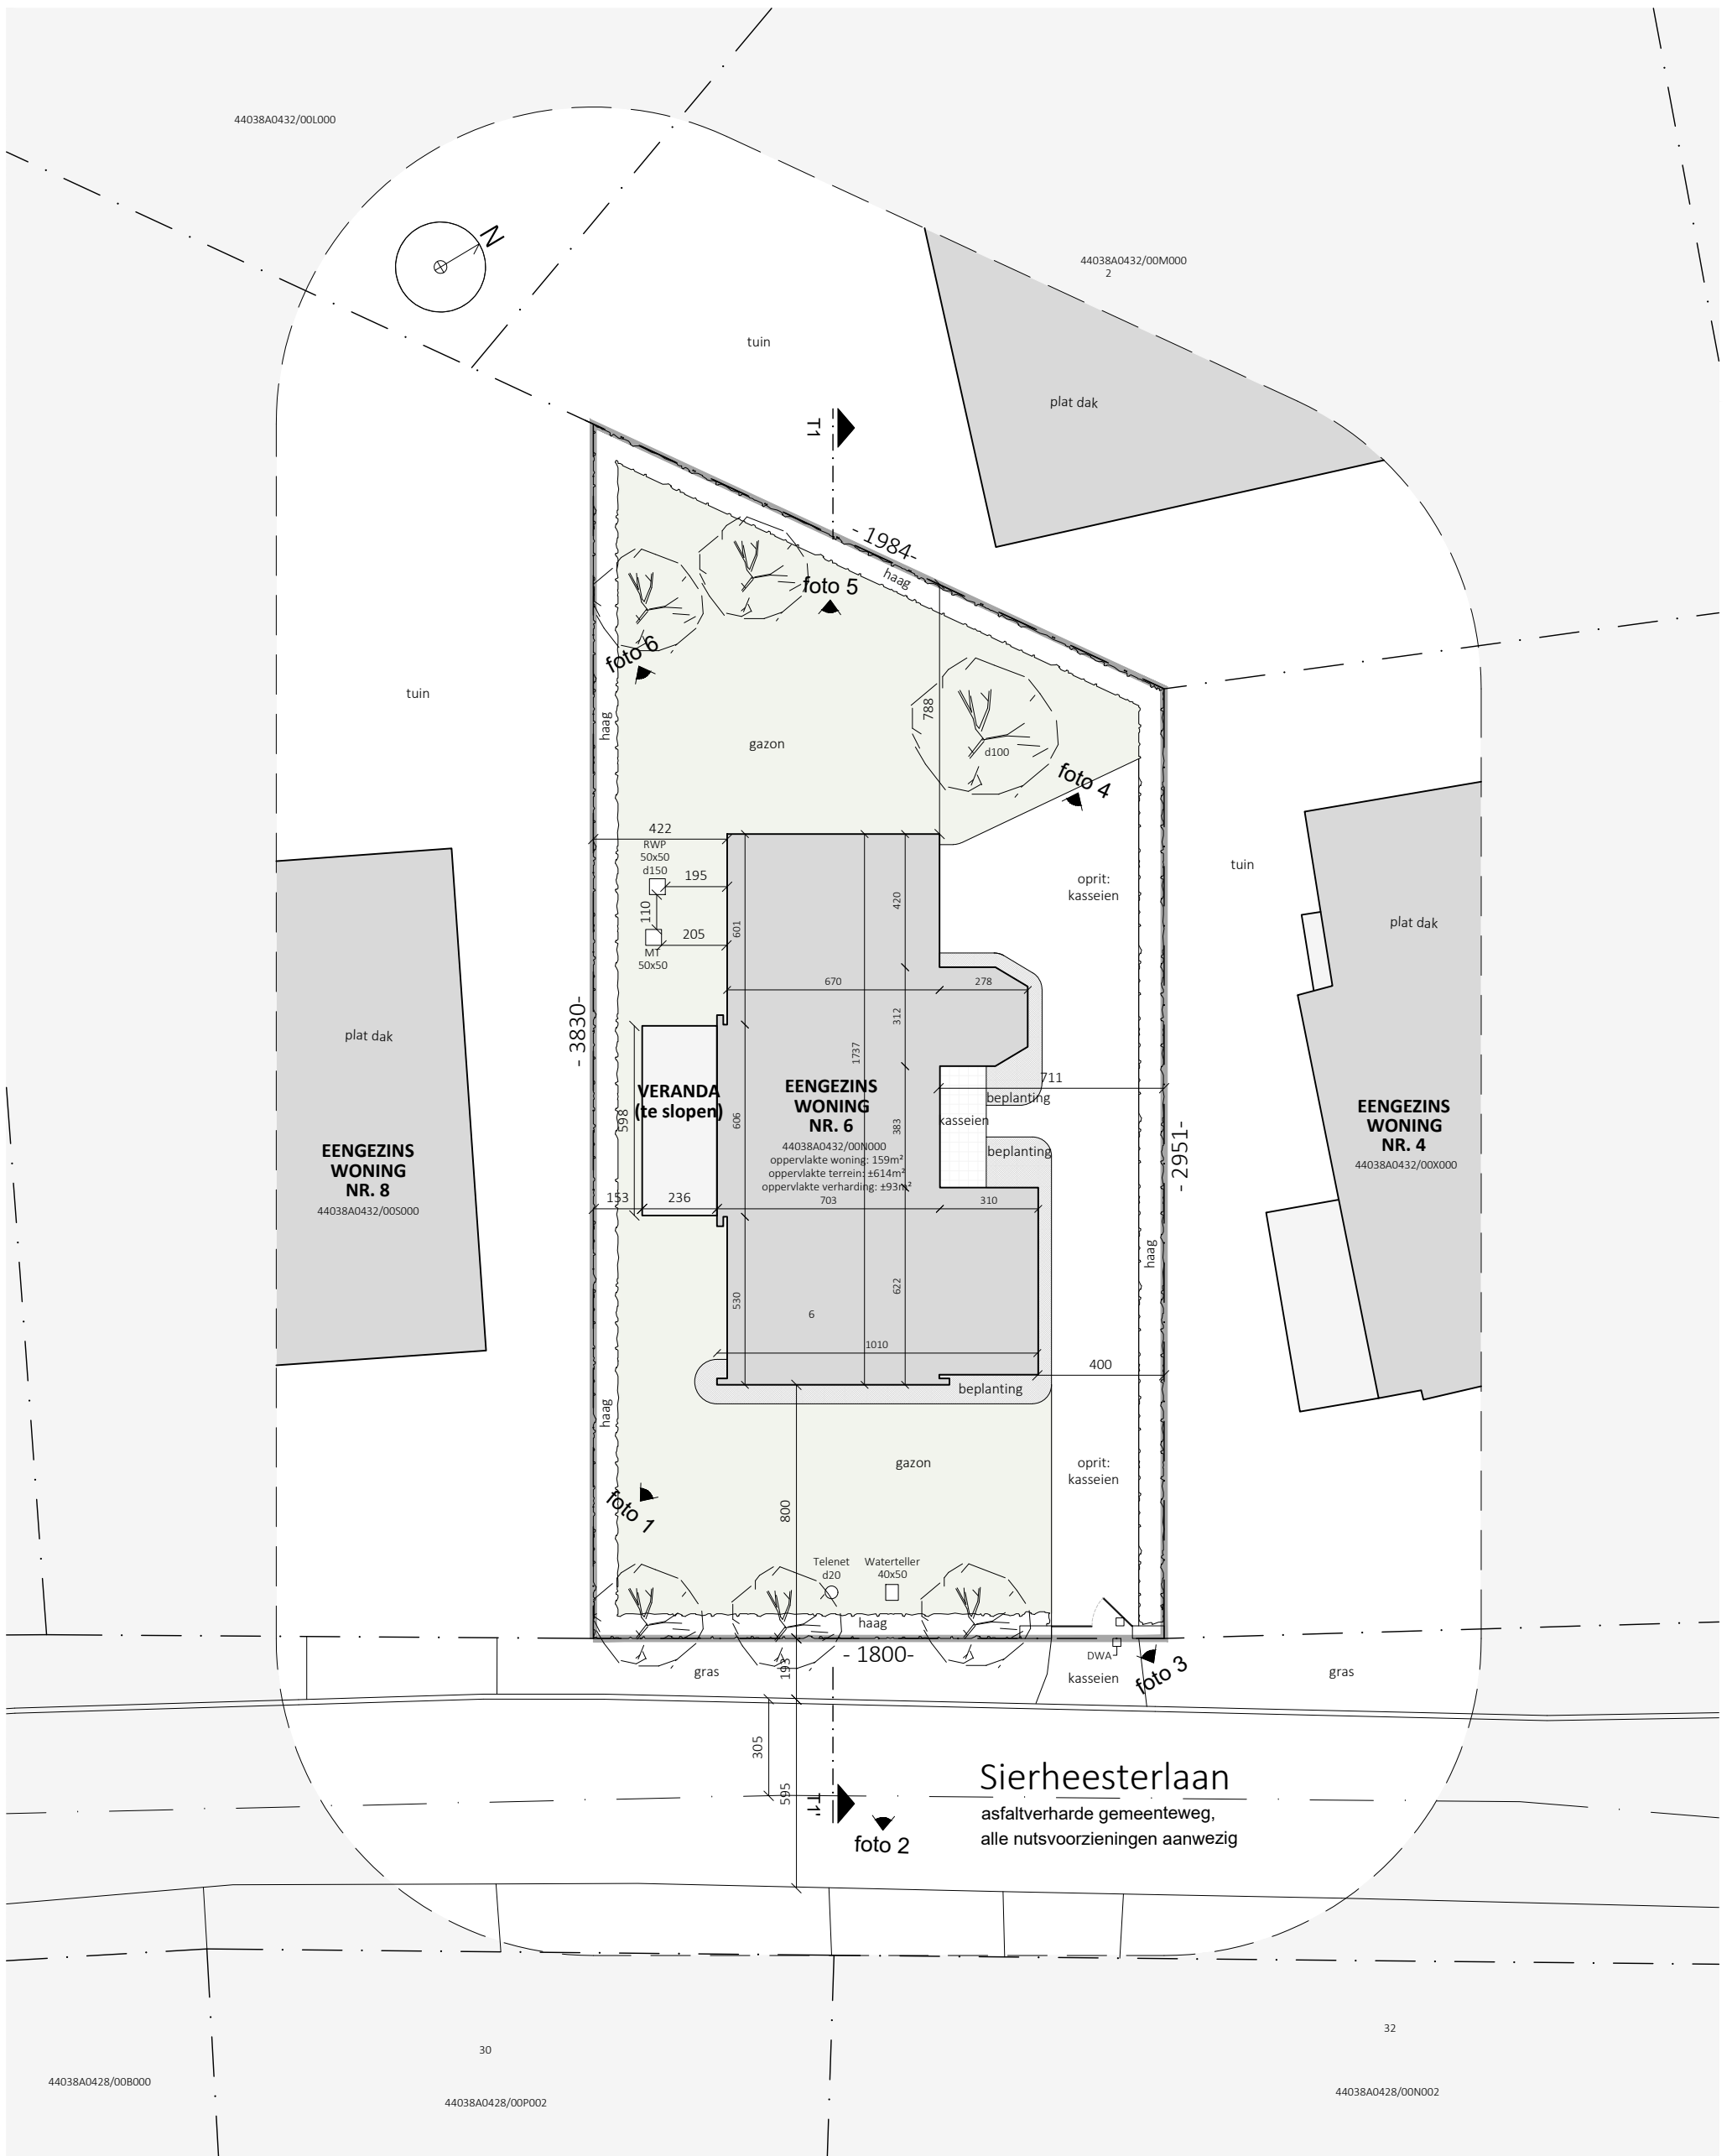 44038A0432/00L000
N
44038A0432/00M000
2
tuin
plat dak
T1
- 1984-
haag
foto 5
foto 6
tuin
haag
788
gazon
d100
foto 4
422
RWP
50x50
d150
195
110
205
MT
50x50
601
420
oprit:
kasseien
tuin
plat dak
670
278
312
- 3830-
plat dak
1737
711
VERANDA
(te slopen)
598
606
EENGEZINS
WONING
NR. 6
44038A0432/00N000
oppervlakte woning: 159m²
oppervlakte terrein: ±614m²
oppervlakte verharding: ±93m²
383
beplanting
kasseien
beplanting
- 2951-
EENGEZINS
WONING
NR. 4
44038A0432/00X000
EENGEZINS
WONING
NR. 8
44038A0432/00S000
153
236
703
310
haag
530
622
6
1010
400
beplanting
haag
gazon
oprit:
kasseien
foto 1
800
Telenet
d20
Waterteller
40x50
haag
- 1800-
193
gras
DWA
kasseien
foto 3
gras
305
595
T1'
Sierheesterlaan
asfaltverharde gemeenteweg,
alle nutsvoorzieningen aanwezig
foto 2
32
30
44038A0428/00B000
44038A0428/00P002
44038A0428/00N002